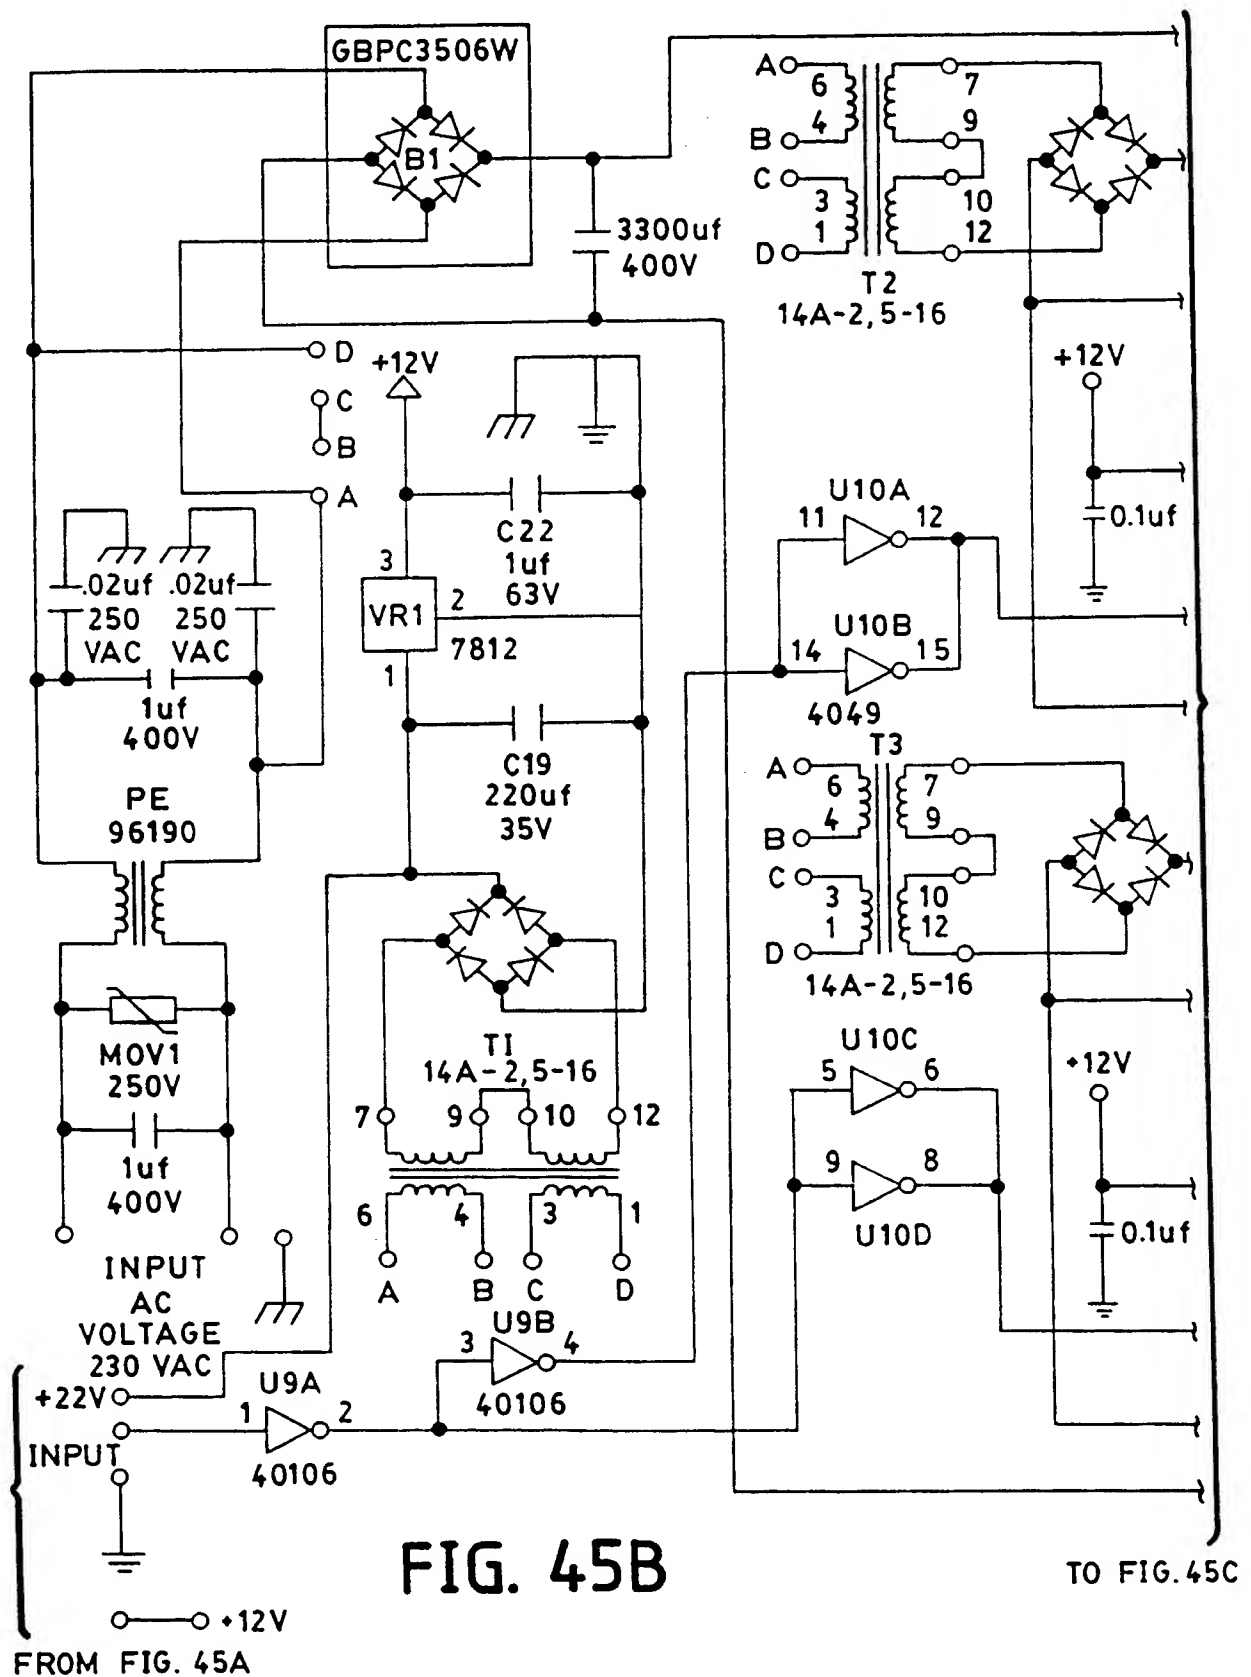 GBPC3506W
B1
3300uf
400V
A
6
7
4
9
B
C
3
10
1
12
D
T2
14A-2,5-16
D
C
B
A
+12V
+12V
0.1uf
C22
1uf
63V
3
2
VR1
7812
1
.02uf
250
VAC
.02uf
250
VAC
1uf
400V
U10A
11
12
U10B
14
15
4049
C19
220uf
35V
PE
96190
T3
A
6
7
4
9
B
C
3
10
1
12
D
14A-2,5-16
MOV1
250V
1uf
400V
T1
14A-2,5-16
7
9
10
12
6
4
3
1
A
B
C
D
U10C
5
6
9
8
U10D
+12V
0.1uf
INPUT
AC
VOLTAGE
230 VAC
U9B
3
4
40106
+22V
U9A
1
2
40106
INPUT
FIG. 45B
TO FIG.45C
+12V
FROM FIG. 45A